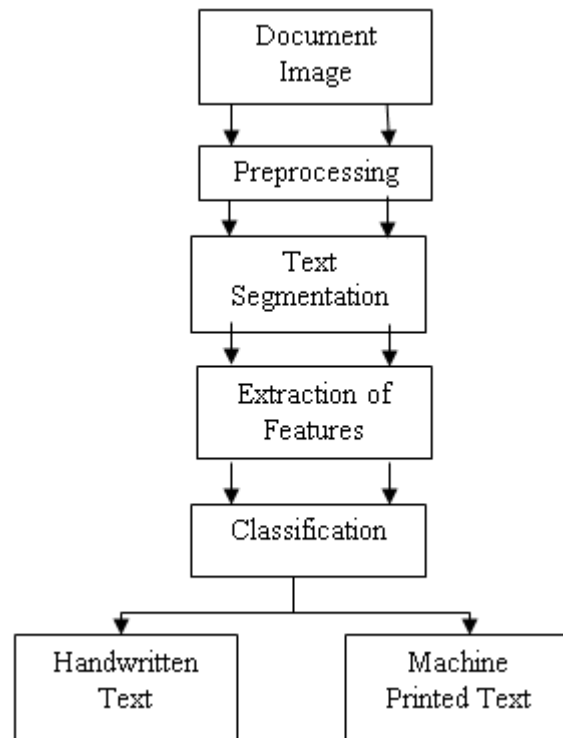 Document
Image
Preprocessing
Text
Segmentation
Extraction of
Features
Classification
Handwritten
Text
Machine
Printed Text